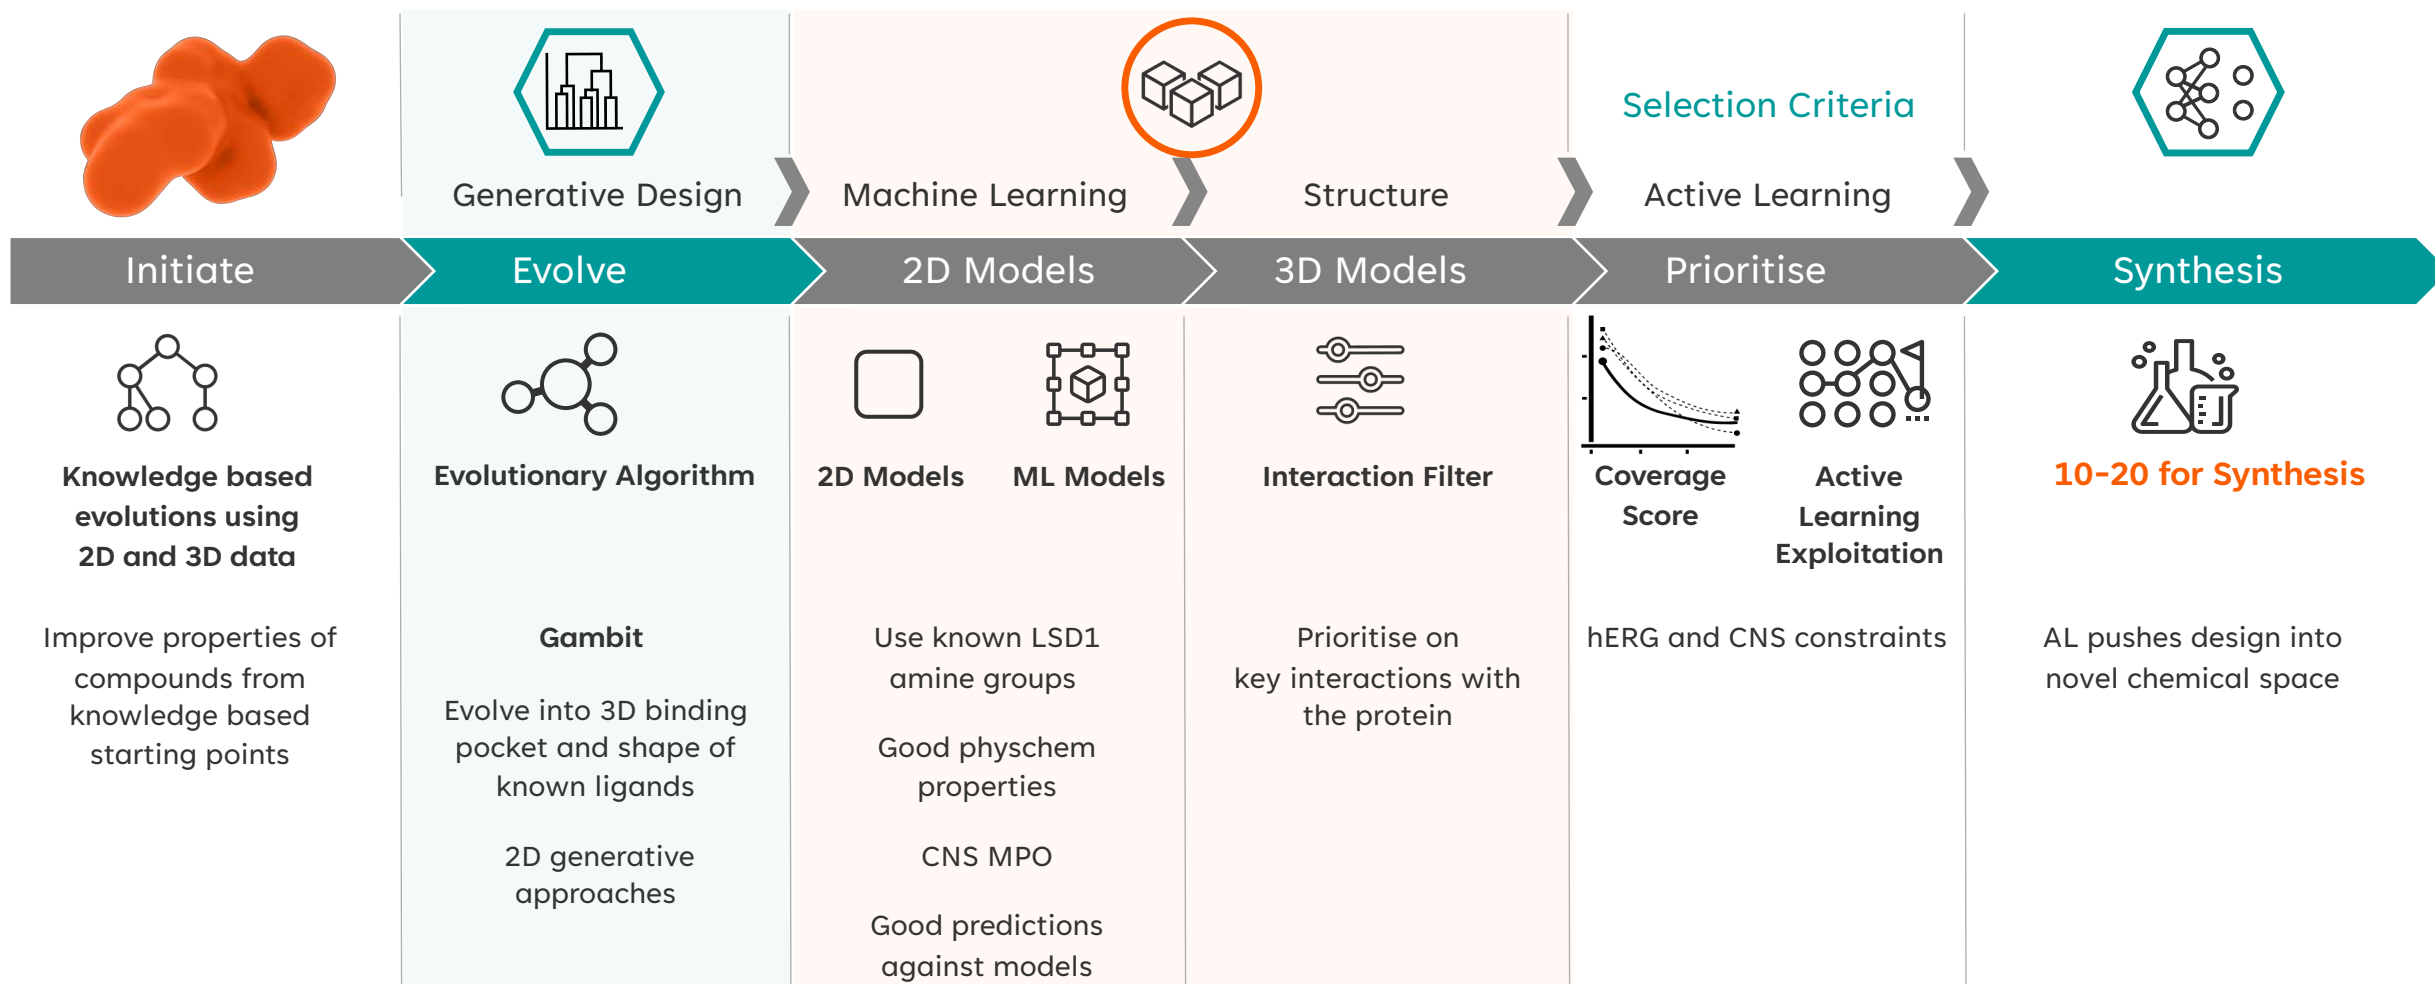 Selection Criteria
Generative Design
Machine Learning
Structure
Active Learning
Initiate
Evolve
2D Models
3D Models
Prioritise
Synthesis
Knowledge based
evolutions using
2D and 3D data
Improve properties of
compounds from
knowledge based
starting points
Evolutionary Algorithm
Gambit
Evolve into 3D binding
pocket and shape of
known ligands
2D generative
approaches
2D Models
ML Models
Use known LSD1
amine groups
Good physchem
properties
CNS MPO
Good predictions
against models
Interaction Filter
Prioritise on
key interactions with
the protein
Coverage
Score
Active
Learning
Exploitation
hERG and CNS constraints
10-20 for Synthesis
AL pushes design into
novel chemical space